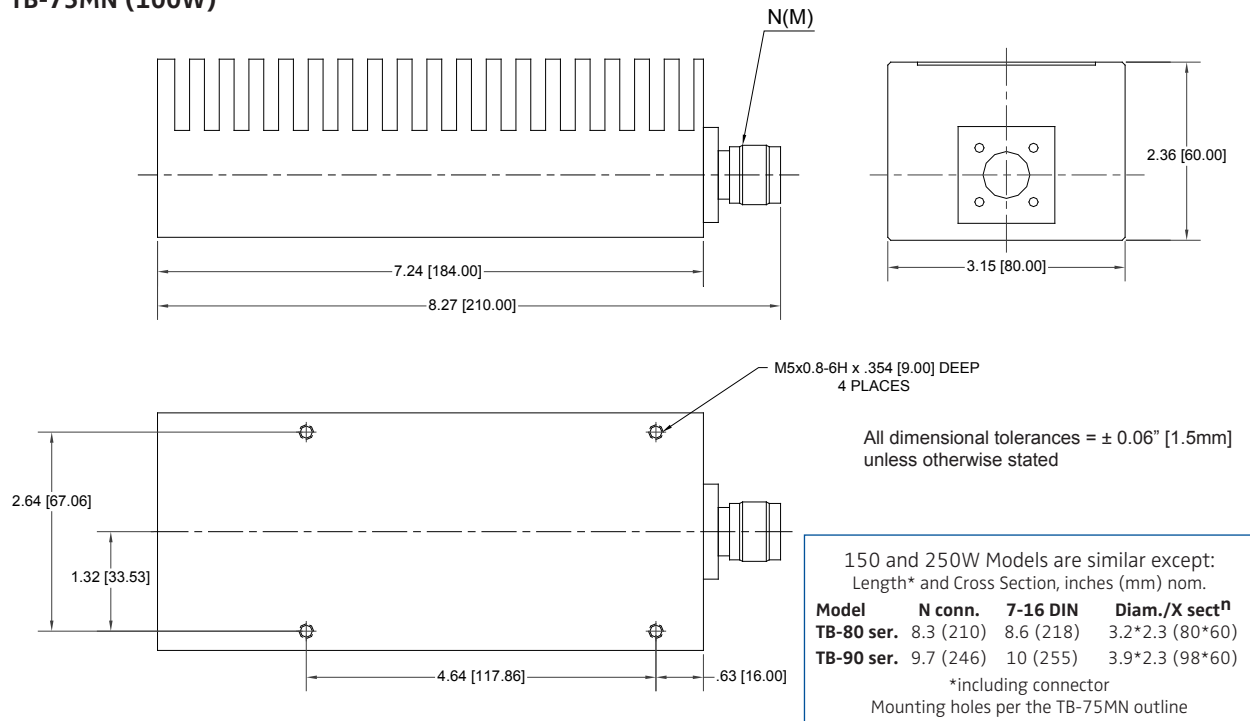 TB-75MN (100W)
N(M)
2.36 [60.00]
7.24 [184.00]
3.15 [80.00]
8.27 [210.00]
M5x0.8-6H x .354 [9.00] DEEP
4 PLACES
All dimensional tolerances = ± 0.06” [1.5mm]
unless otherwise stated
2.64 [67.06]
1.32 [33.53]
4.64 [117.86]
.63 [16.00]
150 and 250W Models are similar except:
Length* and Cross Section, inches (mm) nom.
Model N conn. 7-16 DIN Diam./X sectn
TB-80 ser. 8.3 (210) 8.6 (218) 3.2*2.3 (80*60)
TB-90 ser. 9.7 (246) 10 (255) 3.9*2.3 (98*60)
*including connector
Mounting holes per the TB-75MN outline